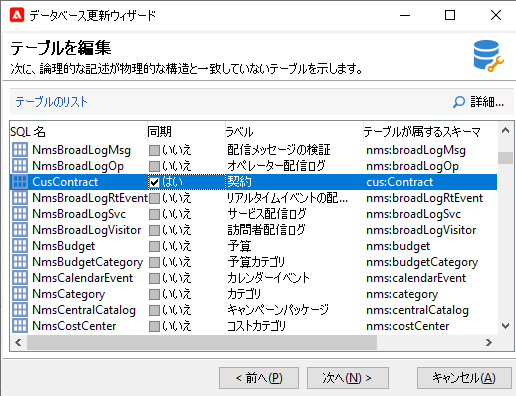 データベース更新ウィザード
テーブルを編集
次に、論理的な記述が物理的な構造と一致していないテーブルを示します。
テーブルのリスト 詳細...
SQL 名 同期 ラベル テーブルが属するスキーマ
NmsBroadLogMsg いいえ 配信メッセージの検証 nms:broadLogMsg
NmsBroadLogOp いいえ オペレーター配信ログ nms:broadLogOp
CusContract はい 契約 cus:Contract
NmsBroadLogRtEvent いいえ リアルタイムイベントの配... nms:broadLogRtEvent
NmsBroadLogSvc いいえ サービス配信ログ nms:broadLogSvc
NmsBroadLogVisitor いいえ 訪問者配信ログ nms:broadLogVisitor
NmsBudget いいえ 予算 nms:budget
NmsBudgetCategory いいえ 予算カテゴリ nms:budgetCategory
NmsCalendarEvent いいえ カレンダーイベント nms:calendarEvent
NmsCategory いいえ カテゴリ nms:category
NmsCentralCatalog いいえ キャンペーンパッケージ nms:centralCatalog
NmsCostCenter いいえ コストカテゴリ nms:costCenter
< 前へ(P) 次へ(N) > キャンセル(A)